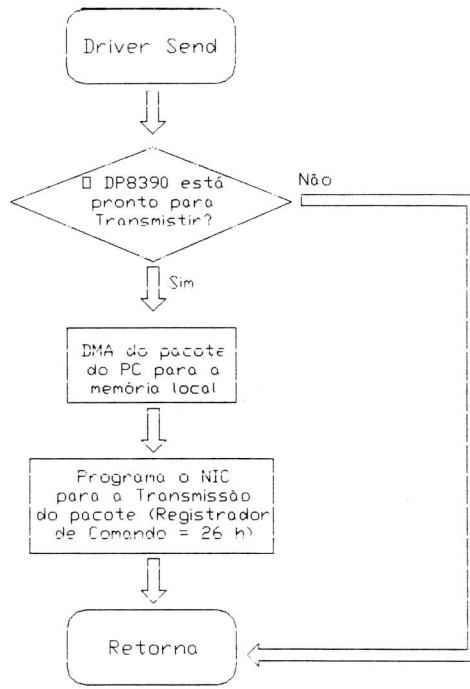 Driver Send
O DP8390 está
pronto para
Transmistir?
Não
Sim
DMA do pacote
do PC para a
memória local
Programa o NIC
para a Transmissão
do pacote (Registrador
de Comando = 26 h)
Retorna